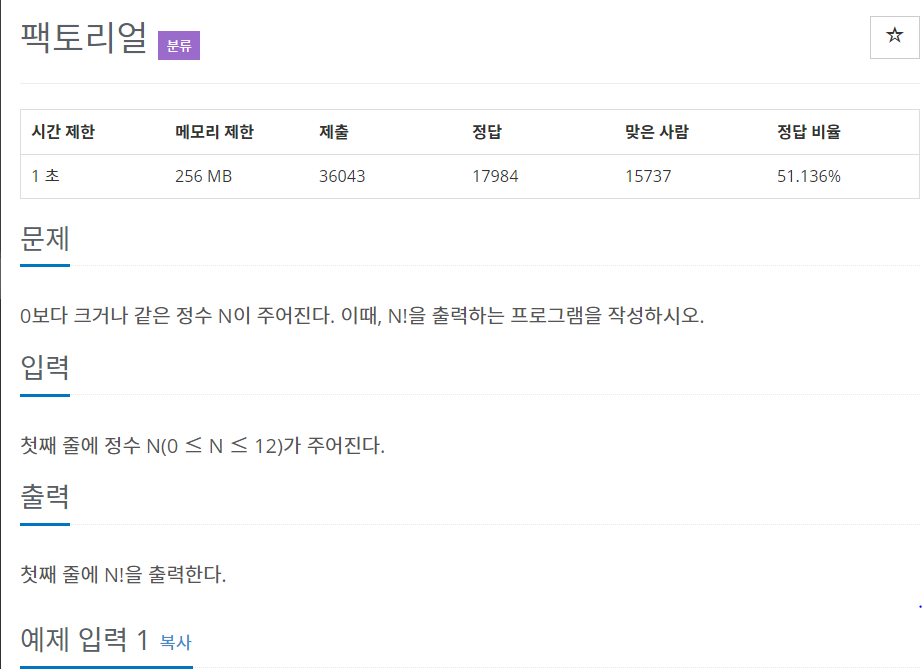 팩토리얼 분류
☆
시간 제한 메모리 제한 제출 정답 맞은 사람 정답 비율
1 초 256 MB 36043 17984 15737 51.136%
문제
0보다 크거나 같은 정수 N이 주어진다. 이때, N!을 출력하는 프로그램을 작성하시오.
입력
첫째 줄에 정수 N(0 ≤ N ≤ 12)가 주어진다.
출력
첫째 줄에 N!을 출력한다.
예제 입력 1 복사